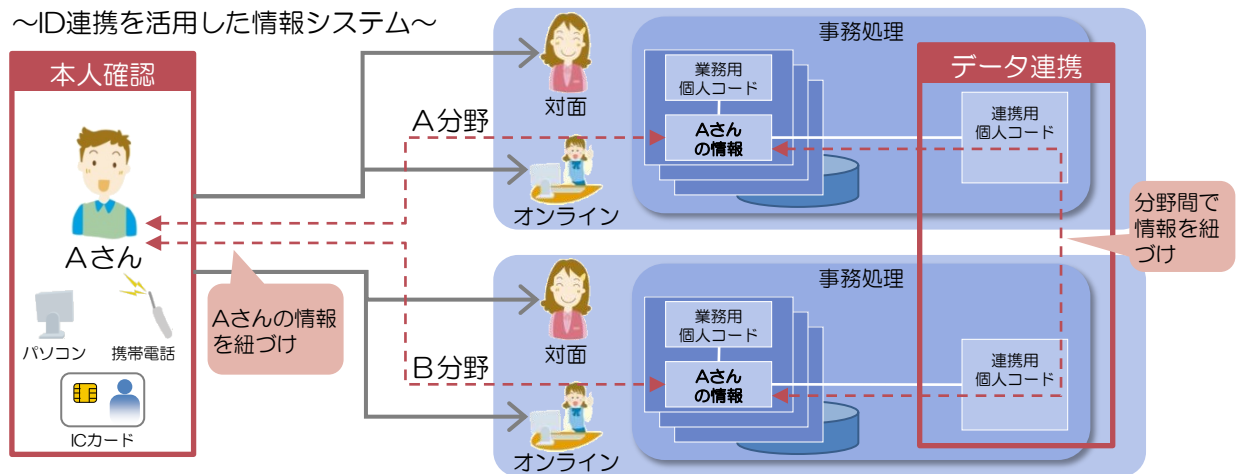 ～ID連携を活用した情報システム～
本人確認
Aさん
パソコン
携帯電話
ICカード
Aさんの情報
を紐づけ
A分野
対面
オンライン
事務処理
業務用
個人コード
Aさん
の情報
データ連携
連携用
個人コード
分野間で
情報を紐
づけ
B分野
対面
オンライン
事務処理
業務用
個人コード
Aさん
の情報
連携用
個人コード